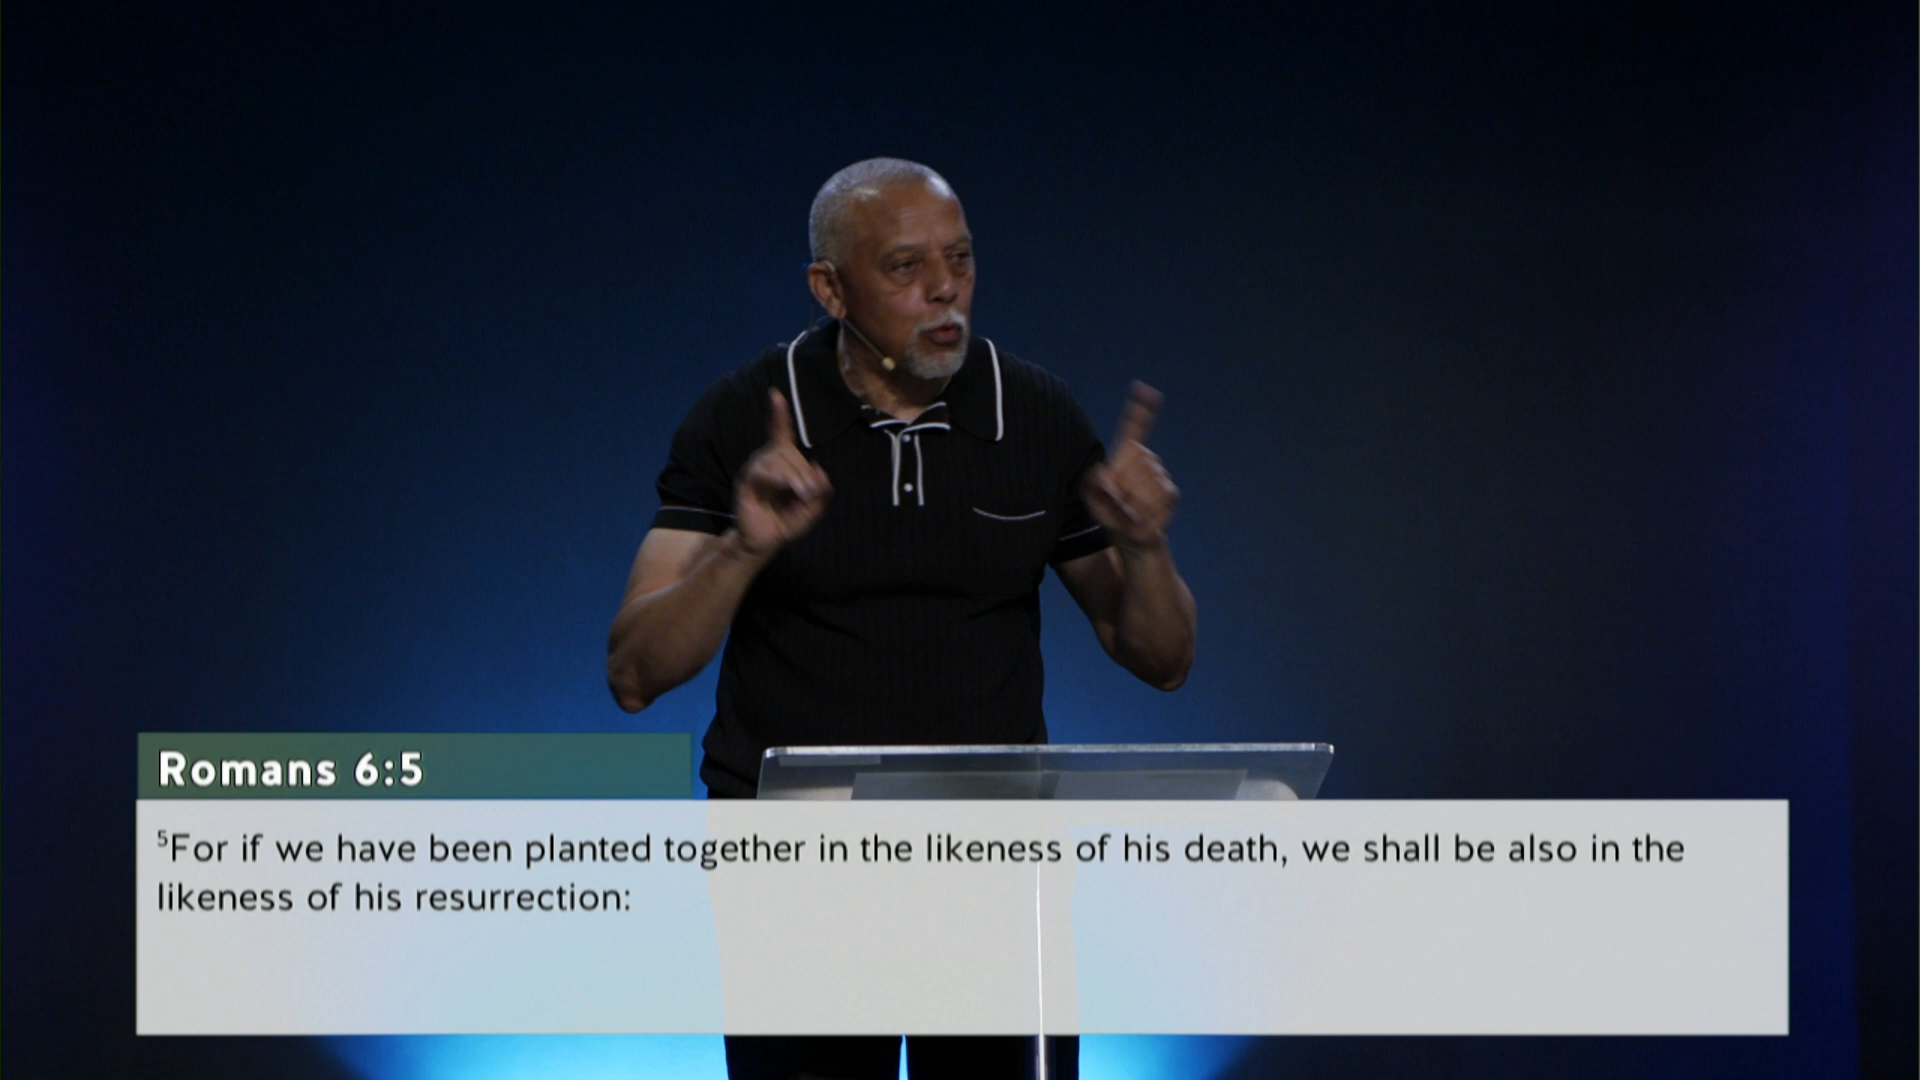 Romans 6:5
⁵For if we have been planted together in the likeness of his death, we shall be also in the
likeness of his resurrection: